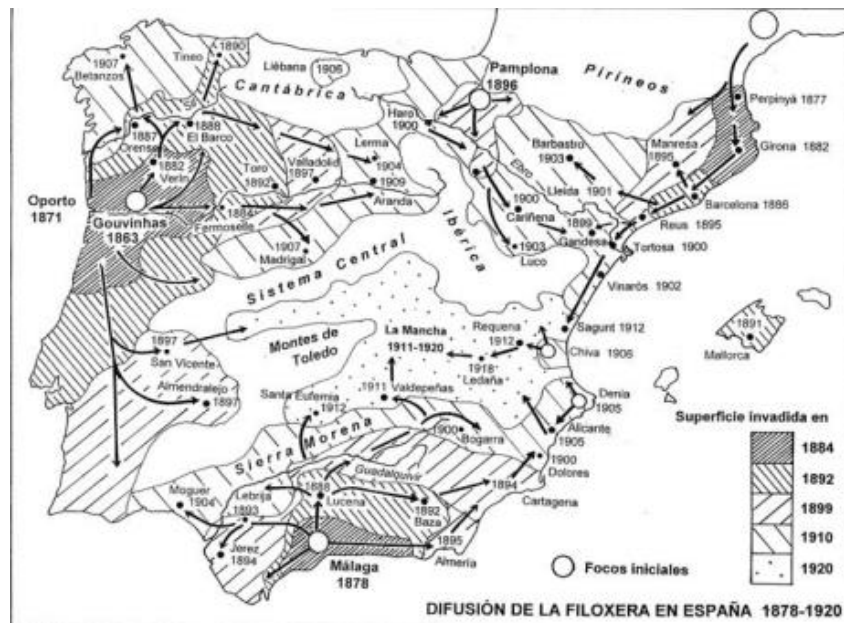 1890
Tineo
1907
Betanzos
Liébana
1906
Cantábrica
Pamplona
1896
Pirineos
Perpinyà 1877
Haro
1900
Barbastro
1903
Manresa
1895
Girona 1882
1887
Orense
1888
El Barco
1882
Verín
Lerma
1904
1909
Aranda
Valladolid
1897
Toro
1892
Ebro
Lleida 1901
Barcelona 1886
Oporto
1871
Gouvinhas
1863
1884
Fermoselle
1907
Madrigal
Ibérica
1900
Cariñena
1899
Gandesa
Reus 1895
1903
Luco
Tortosa 1900
Sistema Central
Vinarós 1902
1891
Mallorca
1897
San Vicente
Montes de
Toledo
La Mancha
1911-1920
Requena
1912
Sagunt 1912
Chiva 1906
1918
Ledaña
Almendralejo
1897
Santa Eufemia
1912
1911
Valdepeñas
Denia
1905
Alicante
1905
1900
Bogarra
1900
Dolores
Sierra Morena
Guadalquivir
Moguer
1904
Lebrija
1893
1888
Lucena
1892
Baza
1894
Cartagena
Jerez
1894
1895
Almería
Málaga
1878
Superficie invadida en
1884
1892
1899
1910
1920
Focos iniciales
DIFUSIÓN DE LA FILOXERA EN ESPAÑA 1878-1920